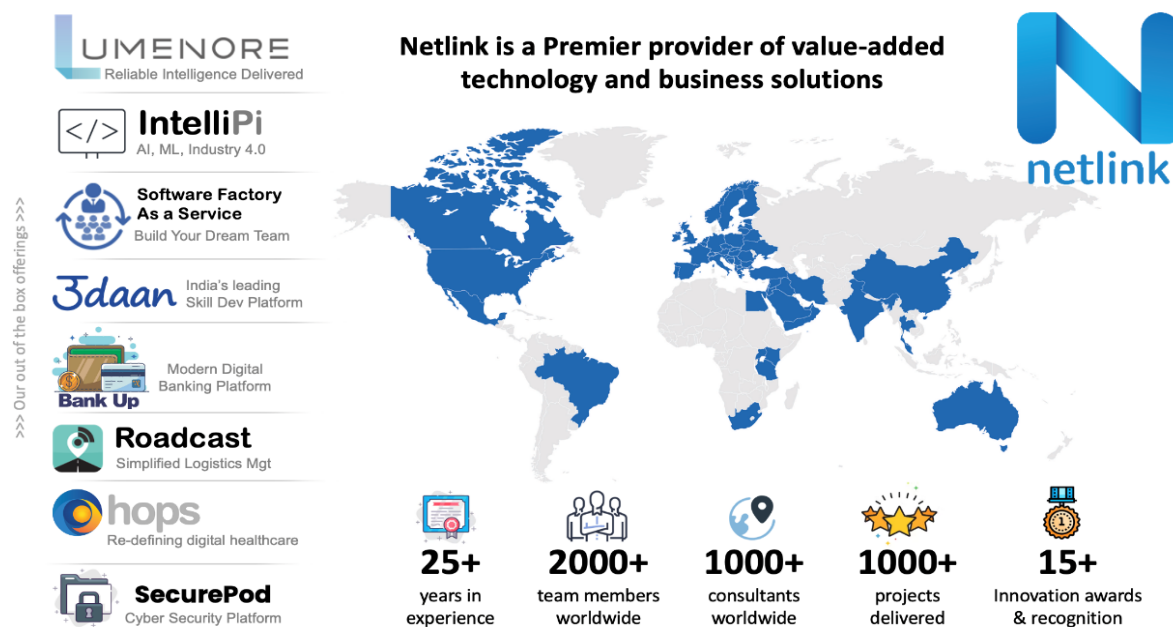 LUMENORE
Reliable Intelligence Delivered
</>
IntelliPi
AI, ML, Industry 4.0
Software Factory
As a Service
Build Your Dream Team
Udaan
India's leading
Skill Dev Platform
Modern Digital
Banking Platform
Bank Up
Roadcast
Simplified Logistics Mgt
hops
Re-defining digital healthcare
SecurePod
Cyber Security Platform
>>> Our out of the box offerings >>>
Netlink is a Premier provider of value-added
technology and business solutions
netlink
25+
years in
experience
2000+
team members
worldwide
1000+
consultants
worldwide
1000+
projects
delivered
1
15+
Innovation awards
& recognition